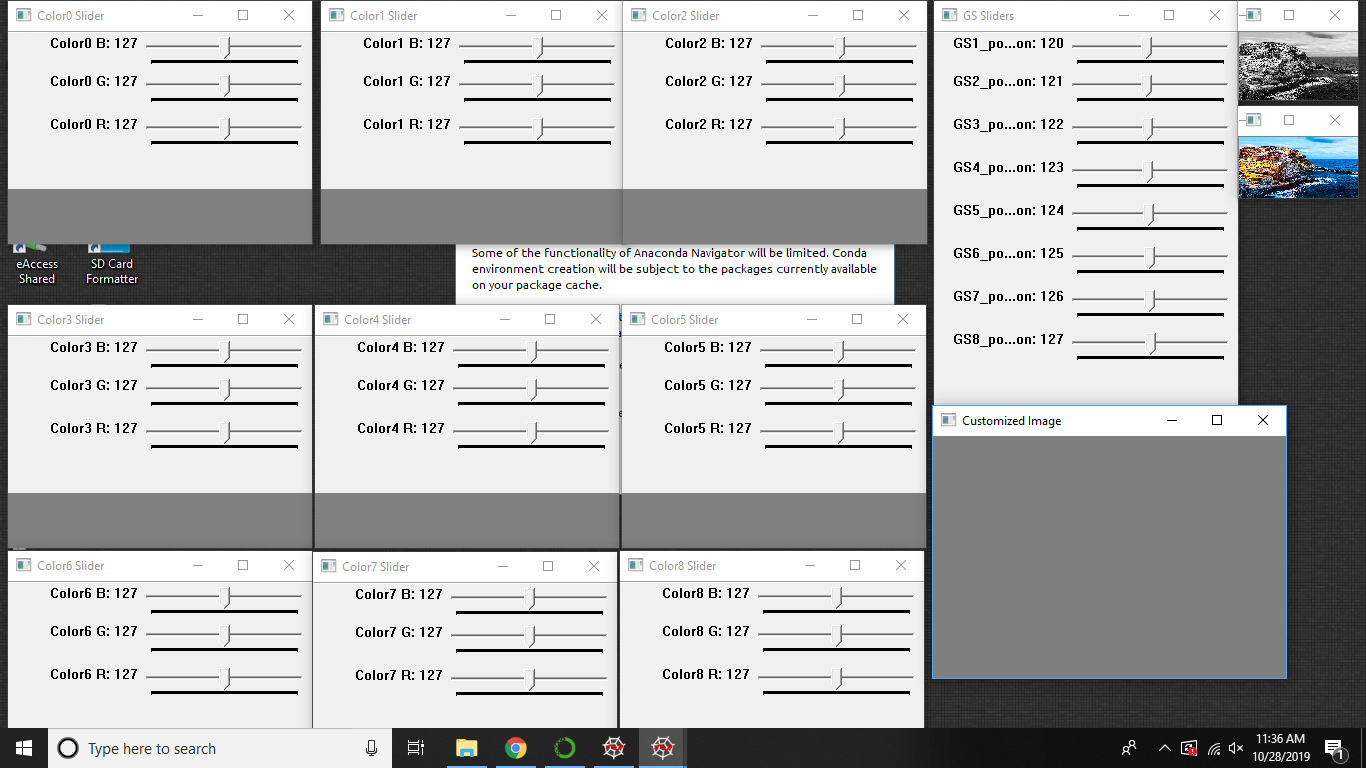 Color0 Slider
Color0 B: 127
Color0 G: 127
Color0 R: 127
Color1 Slider
Color1 B: 127
Color1 G: 127
Color1 R: 127
Color2 Slider
Color2 B: 127
Color2 G: 127
Color2 R: 127
GS Sliders
GS1_po...on: 120
GS2_po...on: 121
GS3_po...on: 122
GS4_po...on: 123
GS5_po...on: 124
GS6_po...on: 125
GS7_po...on: 126
GS8_po...on: 127
eAccess
Shared
SD Card
Formatter
Some of the functionality of Anaconda Navigator will be limited. Conda
environment creation will be subject to the packages currently available
on your package cache.
Color3 Slider
Color3 B: 127
Color3 G: 127
Color3 R: 127
Color4 Slider
Color4 B: 127
Color4 G: 127
Color4 R: 127
Color5 Slider
Color5 B: 127
Color5 G: 127
Color5 R: 127
Customized Image
Color6 Slider
Color6 B: 127
Color6 G: 127
Color6 R: 127
Color7 Slider
Color7 B: 127
Color7 G: 127
Color7 R: 127
Color8 Slider
Color8 B: 127
Color8 G: 127
Color8 R: 127
Type here to search
11:36 AM
10/28/2019
1